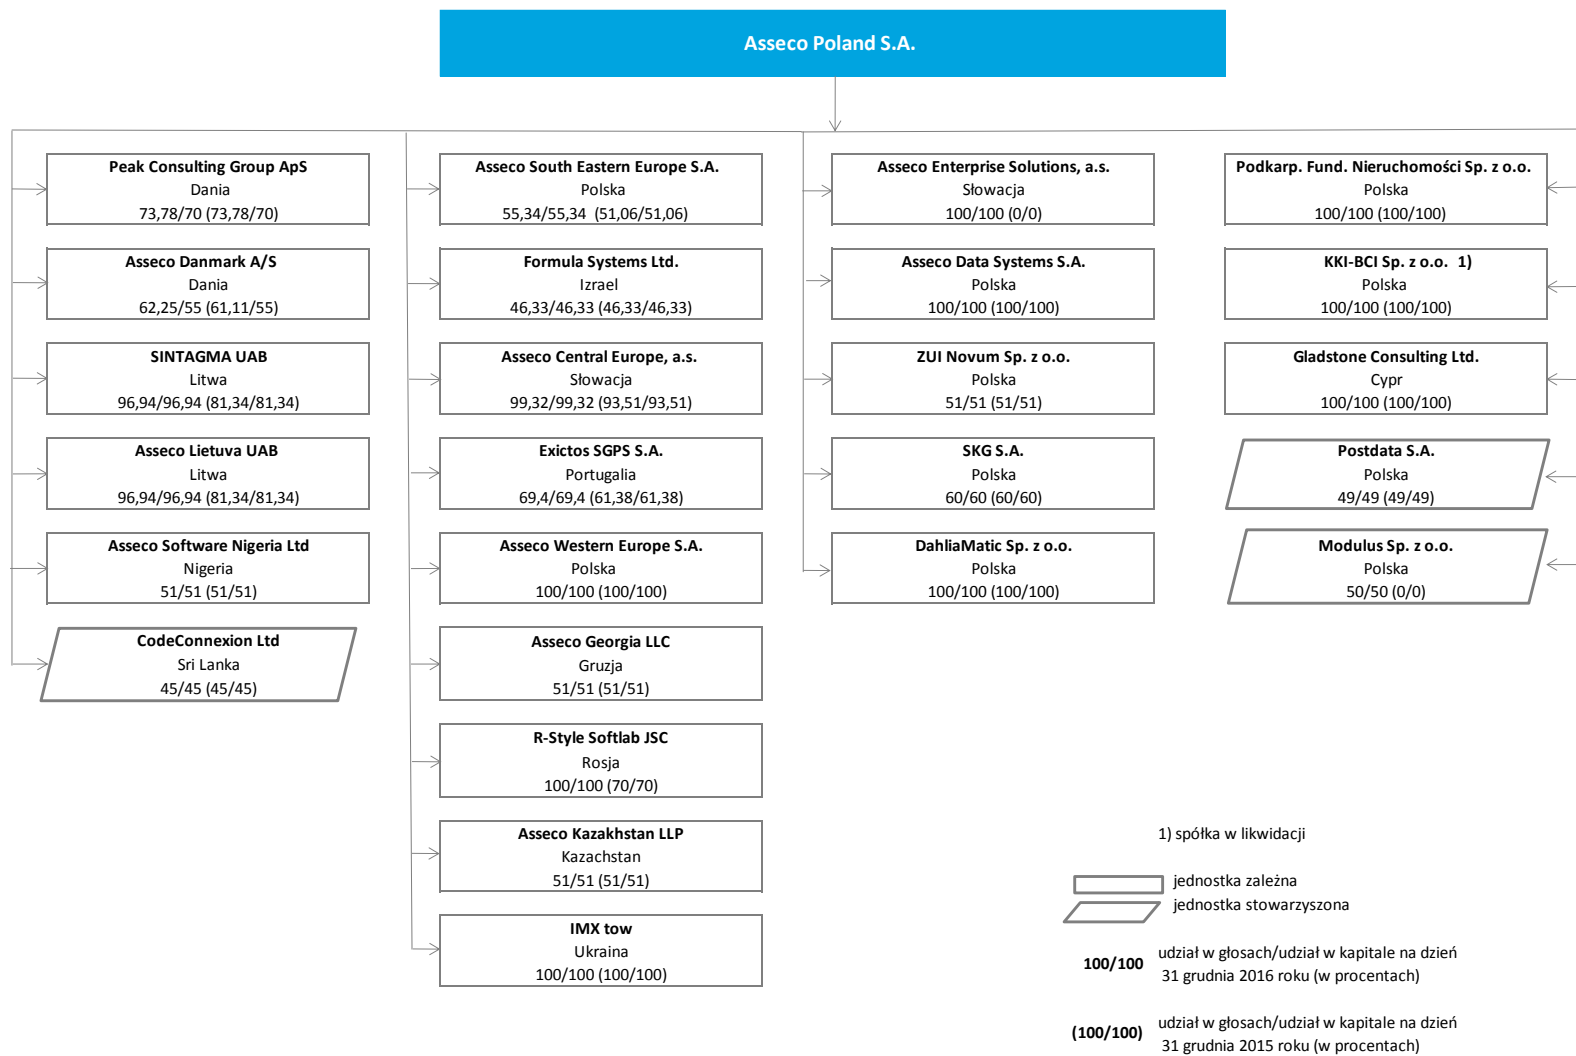 Asseco Poland S.A.
Peak Consulting Group ApS
Dania
73,78/70 (73,78/70)
Asseco Danmark A/S
Dania
62,25/55 (61,11/55)
SINTAGMA UAB
Litwa
96,94/96,94 (81,34/81,34)
Asseco Lietuva UAB
Litwa
96,94/96,94 (81,34/81,34)
Asseco Software Nigeria Ltd
Nigeria
51/51 (51/51)
CodeConnexion Ltd
Sri Lanka
45/45 (45/45)
Asseco South Eastern Europe S.A.
Polska
55,34/55,34 (51,06/51,06)
Formula Systems Ltd.
Izrael
46,33/46,33 (46,33/46,33)
Asseco Central Europe, a.s.
Słowacja
99,32/99,32 (93,51/93,51)
Exictos SGPS S.A.
Portugalia
69,4/69,4 (61,38/61,38)
Asseco Western Europe S.A.
Polska
100/100 (100/100)
Asseco Georgia LLC
Gruzja
51/51 (51/51)
R-Style Softlab JSC
Rosja
100/100 (70/70)
Asseco Kazakhstan LLP
Kazachstan
51/51 (51/51)
IMX tow
Ukraina
100/100 (100/100)
Asseco Enterprise Solutions, a.s.
Słowacja
100/100 (0/0)
Asseco Data Systems S.A.
Polska
100/100 (100/100)
ZUI Novum Sp. z o.o.
Polska
51/51 (51/51)
SKG S.A.
Polska
60/60 (60/60)
DahliaMatic Sp. z o.o.
Polska
100/100 (100/100)
Podkarp. Fund. Nieruchomości Sp. z o.o.
Polska
100/100 (100/100)
KKI-BCI Sp. z o.o. 1)
Polska
100/100 (100/100)
Gladstone Consulting Ltd.
Cypr
100/100 (100/100)
Postdata S.A.
Polska
49/49 (49/49)
Modulus Sp. z o.o.
Polska
50/50 (0/0)
1) spółka w likwidacji
jednostka zależna
jednostka stowarzyszona
100/100 udział w głosach/udział w kapitale na dzień
31 grudnia 2016 roku (w procentach)
(100/100) udział w głosach/udział w kapitale na dzień
31 grudnia 2015 roku (w procentach)